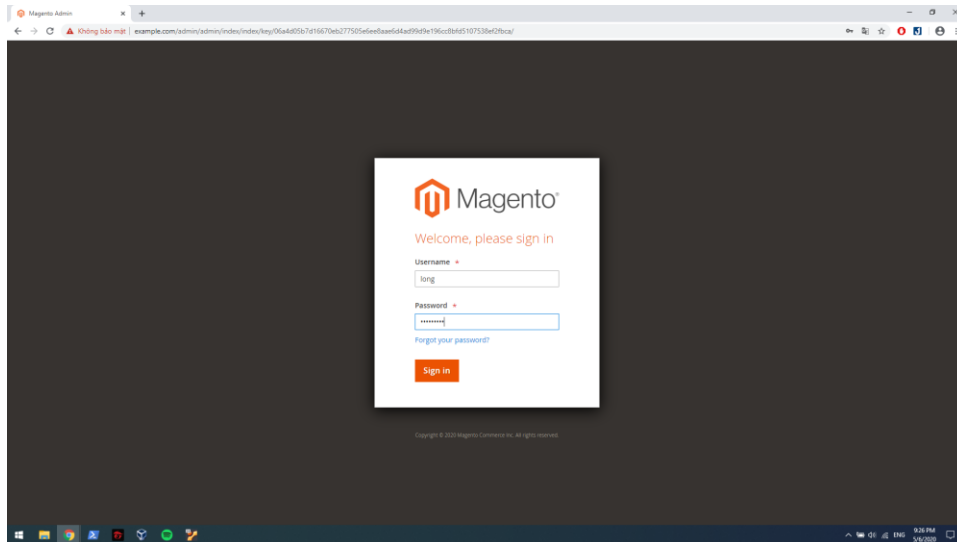 Magento Admin
Không bảo mật | example.com/admin/admin/index/index/key/
Magento®
Welcome, please sign in
Username *
long
Password *
•••••••••
Forgot your password?
Sign in
Copyright © 2020 Magento Commerce Inc. All rights reserved.
ENG
9:26 PM
5/6/2020